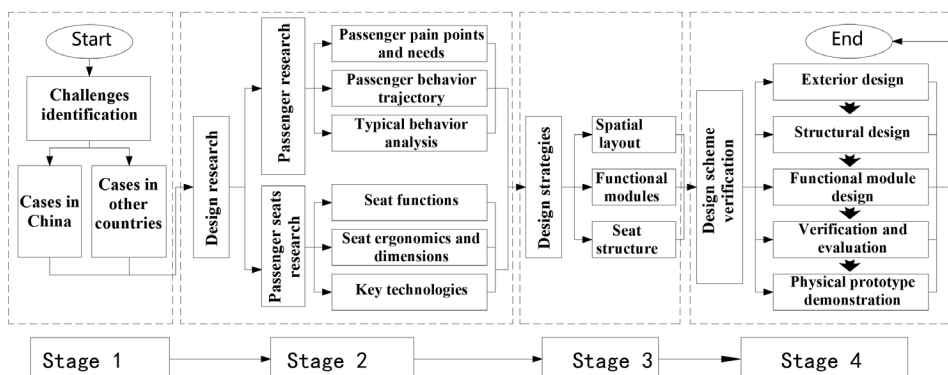 Start
Challenges
identification
Cases in
China
Cases in
other
countries
Design research
Passenger research
Passenger pain points
and needs
Passenger behavior
trajectory
Typical behavior
analysis
Passenger seats
research
Seat functions
Seat ergonomics and
dimensions
Key technologies
Design strategies
Spatial
layout
Functional
modules
Seat
structure
Design scheme
verification
End
Exterior design
Structural design
Functional module
design
Verification and
evaluation
Physical prototype
demonstration
Stage 1
Stage 2
Stage 3
Stage 4